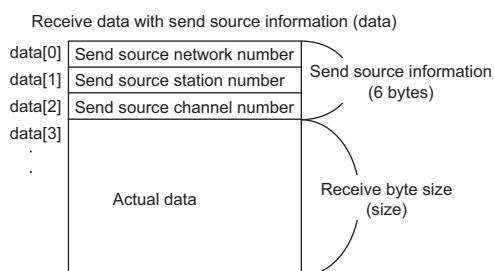 Receive data with send source information (data)
data[0] Send source network number
data[1] Send source station number
data[2] Send source channel number
data[3]
.
.
Send source information
(6 bytes)
Actual data
Receive byte size
(size)